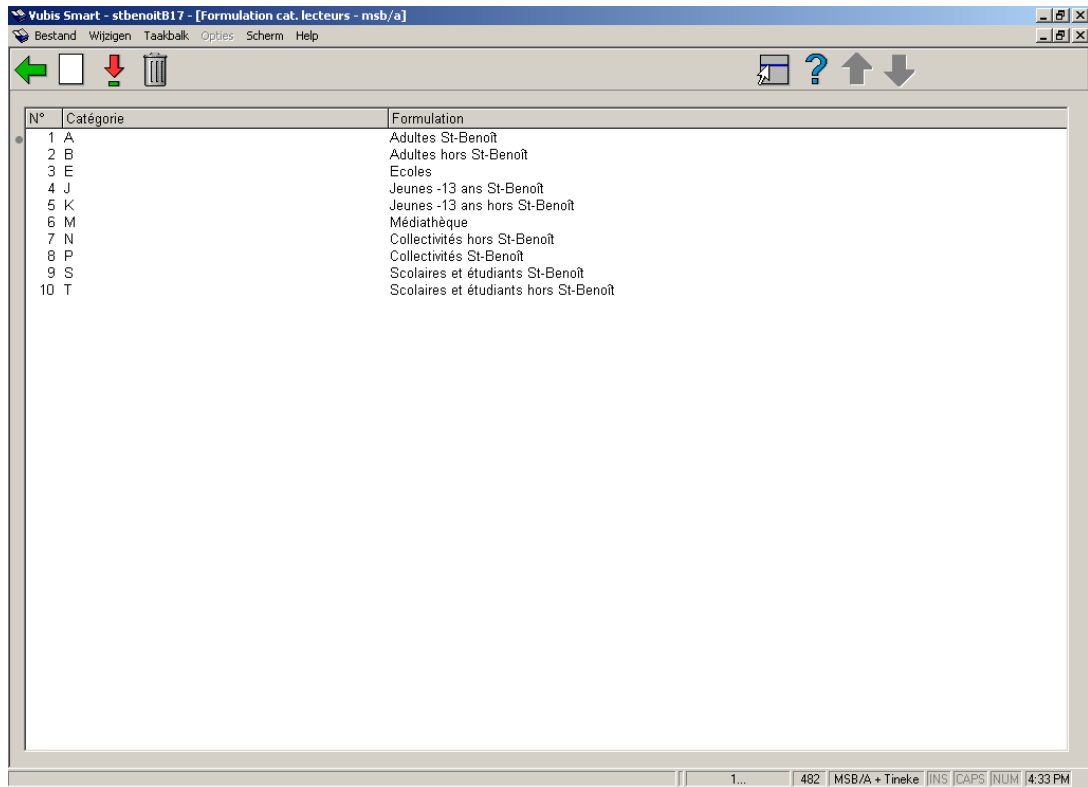 Vubis Smart - stbenoitB17 - [Formulation cat. lecteurs - msb/a]
Bestand Wijzigen Taakbalk Opties Scherm Help
N° Catégorie Formulation
1 A Adultes St-Benoît
2 B Adultes hors St-Benoît
3 E Ecoles
4 J Jeunes -13 ans St-Benoît
5 K Jeunes -13 ans hors St-Benoît
6 M Médiathèque
7 N Collectivités hors St-Benoît
8 P Collectivités St-Benoît
9 S Scolaires et étudiants St-Benoît
10 T Scolaires et étudiants hors St-Benoît
1... 482 MSB/A + Tineke INS CAPS NUM 4:33 PM